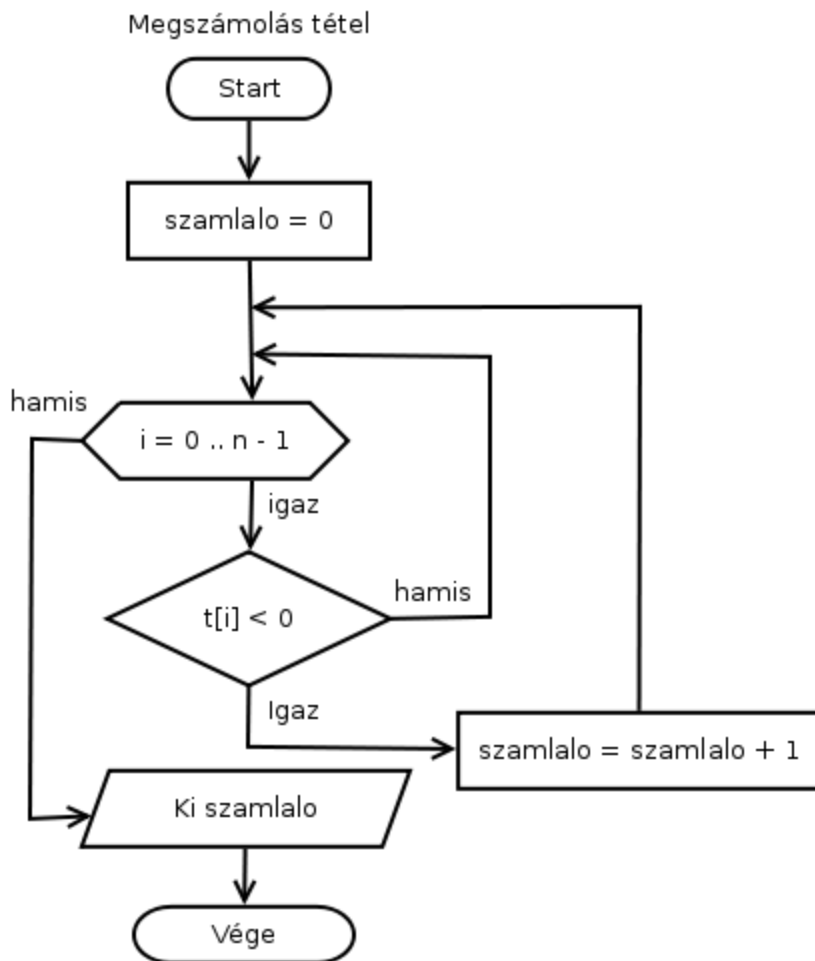 Megszámolás tétel
Start
szamlalo = 0
hamis
i = 0 .. n - 1
igaz
hamis
t[i] < 0
Igaz
szamlalo = szamlalo + 1
Ki szamlalo
Vége